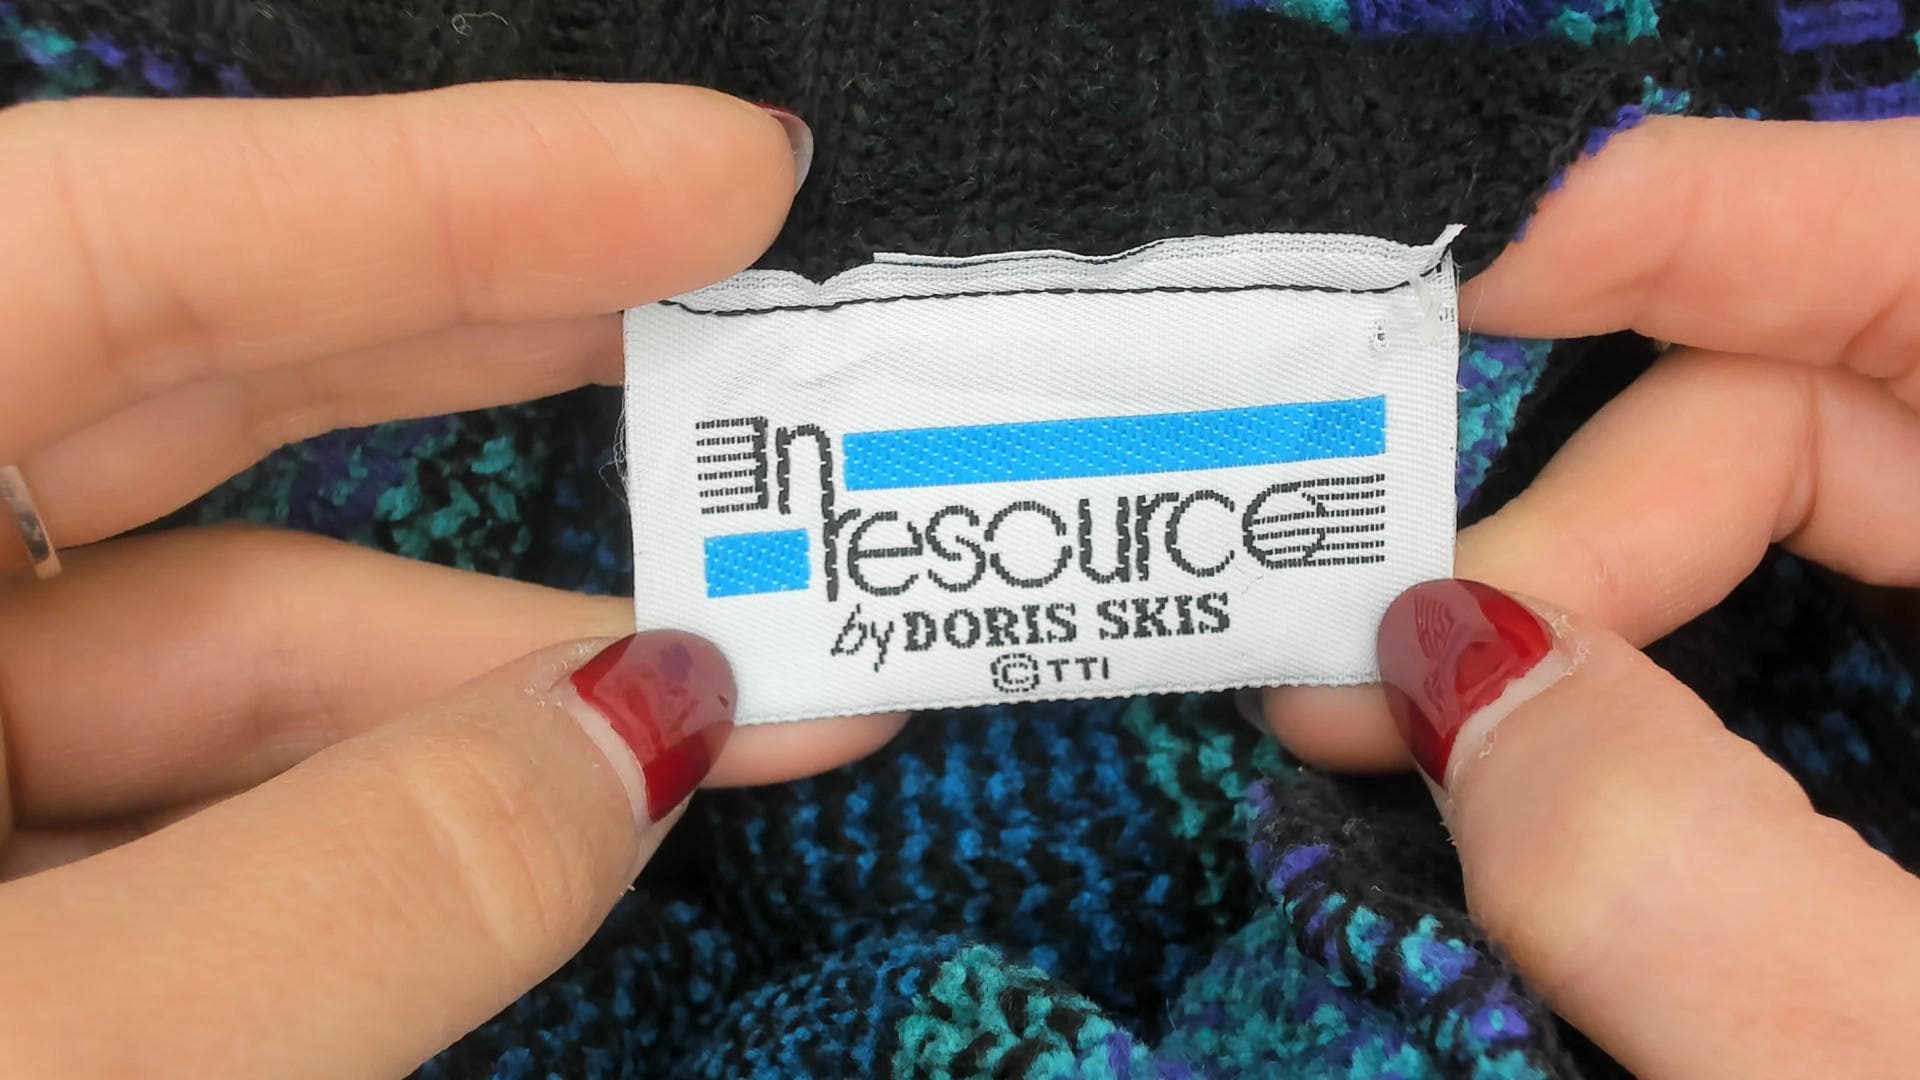 In
resource
by DORIS SKIS
© TTI